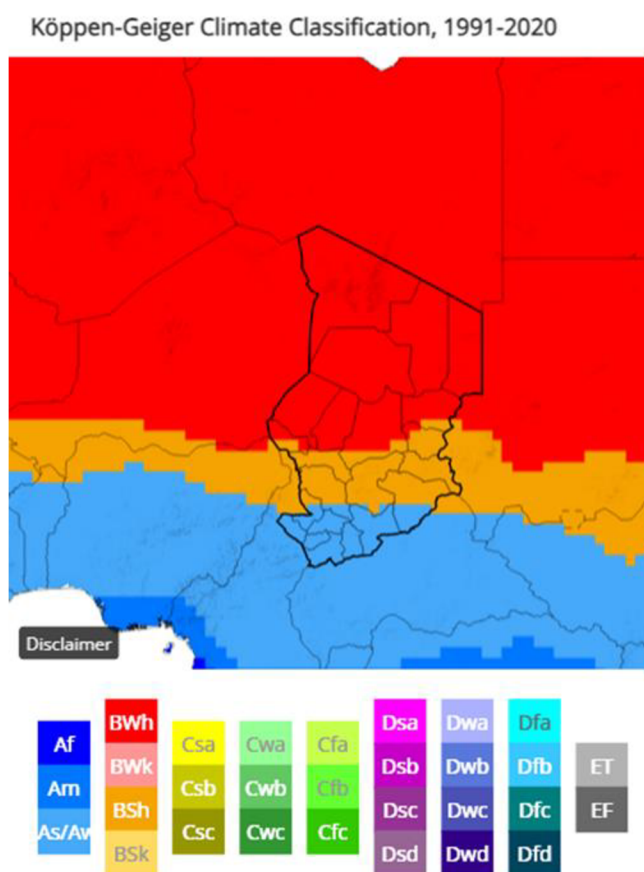 Köppen-Geiger Climate Classification, 1991-2020
Disclaimer
Af
Am
As/Aw
BWh
BWk
BSh
BSk
Csa
Csb
Csc
Cwa
Cwb
Cwc
Cfa
Cfb
Cfc
Dsa
Dsb
Dsc
Dsd
Dwa
Dwb
Dwc
Dwd
Dfa
Dfb
Dfc
Dfd
ET
EF